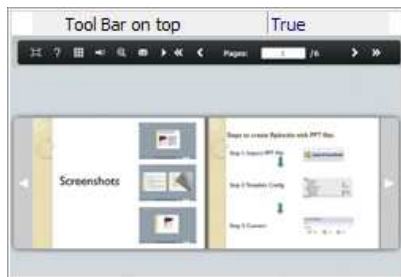 Tool Bar on top True
? Pages: 1 /6
Screenshots
Steps to create flipbooks with PPT files
Step 1: Import PPT file
Step 2: Template Config
Step 3: Convert